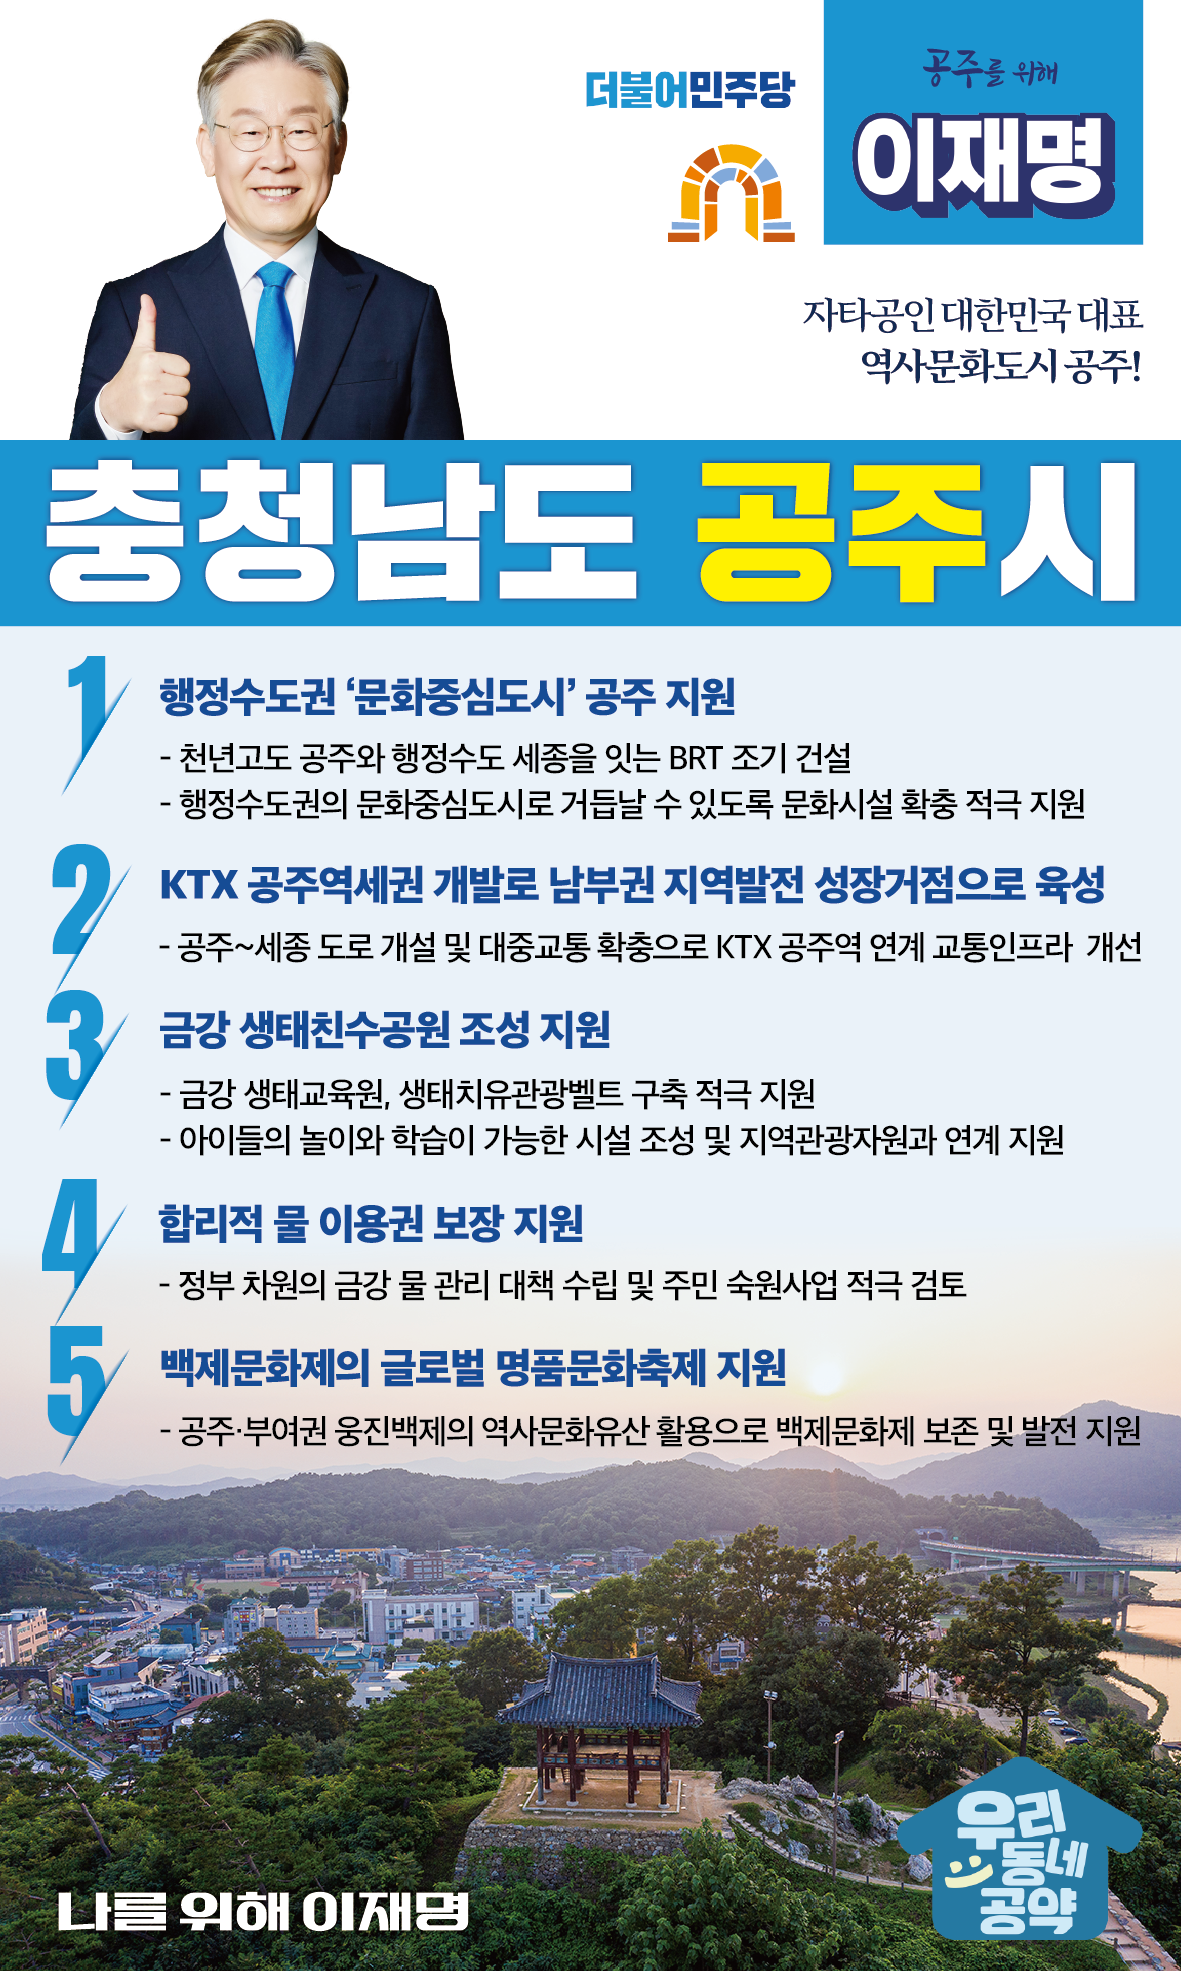 더불어민주당
공주를 위해
이재명
자타공인 대한민국 대표
역사문화도시 공주!
충청남도 공주시
1 행정수도권 ‘문화중심도시’ 공주 지원
- 천년고도 공주와 행정수도 세종을 잇는 BRT 조기 건설
- 행정수도권의 문화중심도시로 거듭날 수 있도록 문화시설 확충 적극 지원
2 KTX 공주역세권 개발로 남부권 지역발전 성장거점으로 육성
- 공주~세종 도로 개설 및 대중교통 확충으로 KTX 공주역 연계 교통인프라 개선
3 금강 생태친수공원 조성 지원
- 금강 생태교육원, 생태치유관광벨트 구축 적극 지원
- 아이들의 놀이와 학습이 가능한 시설 조성 및 지역관광자원과 연계 지원
4 합리적 물 이용권 보장 지원
- 정부 차원의 금강 물 관리 대책 수립 및 주민 숙원사업 적극 검토
5 백제문화제의 글로벌 명품문화축제 지원
- 공주·부여권 웅진백제의 역사문화유산 활용으로 백제문화제 보존 및 발전 지원
우리
동네
공약
나를 위해 이재명